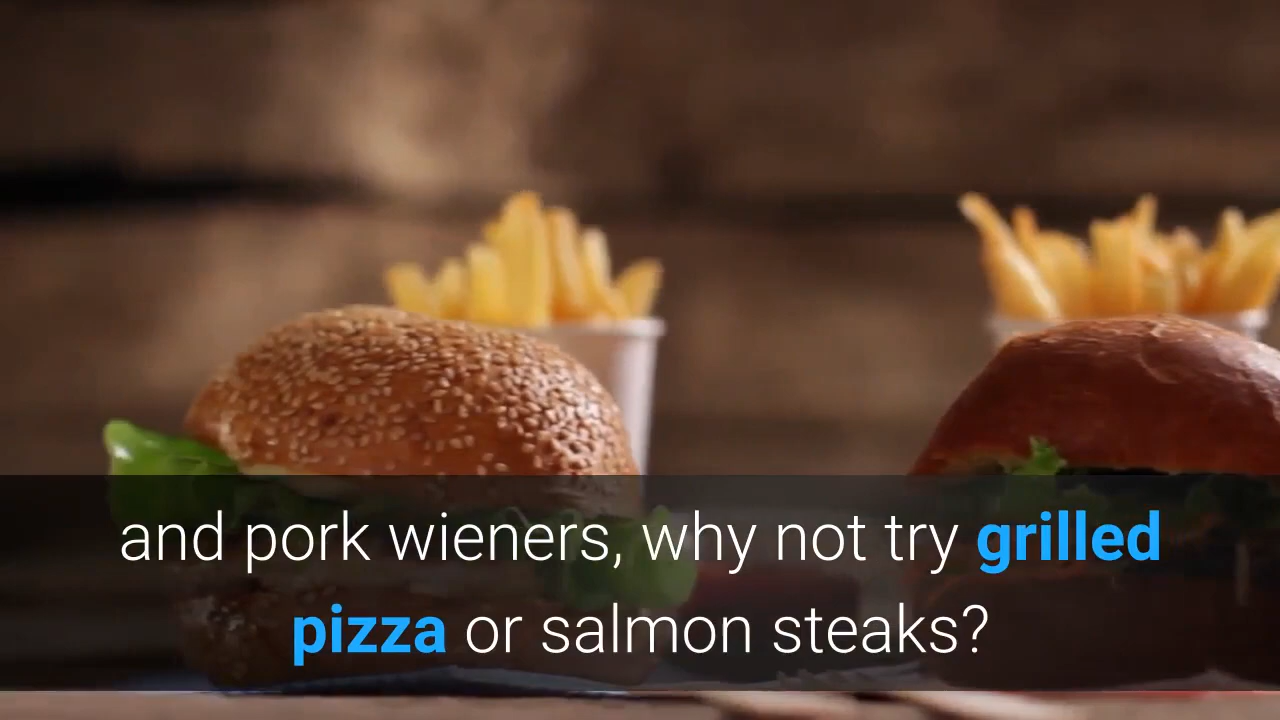 and pork wieners, why not try grilled
pizza or salmon steaks?